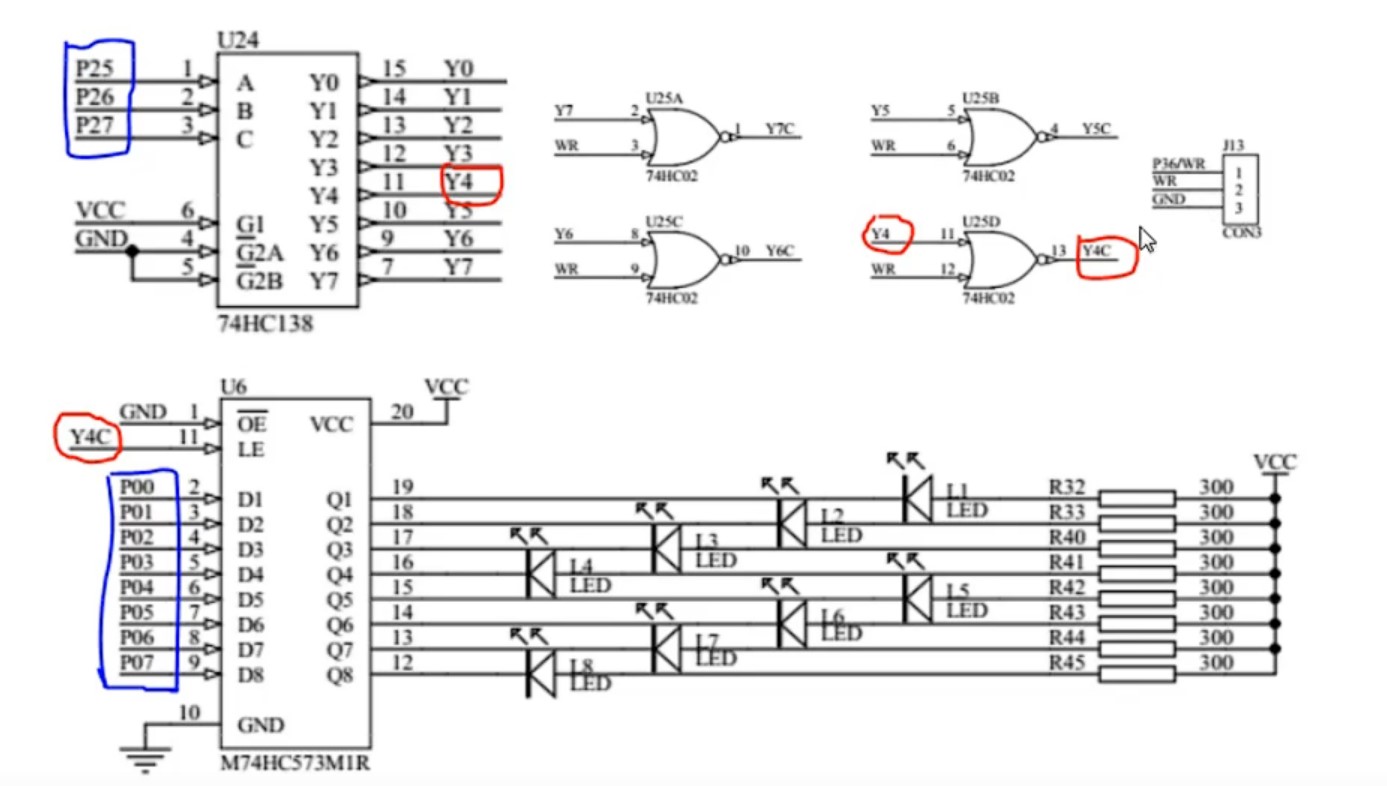 U24
P25 1 A Y0 15 Y0
P26 2 B Y1 14 Y1
P27 3 C Y2 13 Y2
Y3 12 Y3
Y4 11 Y4
VCC 6 G1 Y5 10 Y5
GND 4 G2A Y6 9 Y6
5 G2B Y7 7 Y7
74HC138
U25A
Y7 2
WR 3
1 Y7C
74HC02
U25B
Y5 5
WR 6
4 Y5C
74HC02
U25C
Y6 8
WR 9
10 Y6C
74HC02
U25D
Y4 11
WR 12
13 Y4C
74HC02
J13
P36/WR 1
WR 2
GND 3
CON3
U6
VCC
GND 1 OE VCC 20
Y4C 11 LE
P00 2 D1 Q1 19 L1 LED R32 300
P01 3 D2 Q2 18 L2 LED R33 300
P02 4 D3 Q3 17 L3 LED R40 300
P03 5 D4 Q4 16 L4 LED R41 300
P04 6 D5 Q5 15 L5 LED R42 300
P05 7 D6 Q6 14 L6 LED R43 300
P06 8 D7 Q7 13 L7 LED R44 300
P07 9 D8 Q8 12 L8 LED R45 300
VCC
10 GND
M74HC573M1R